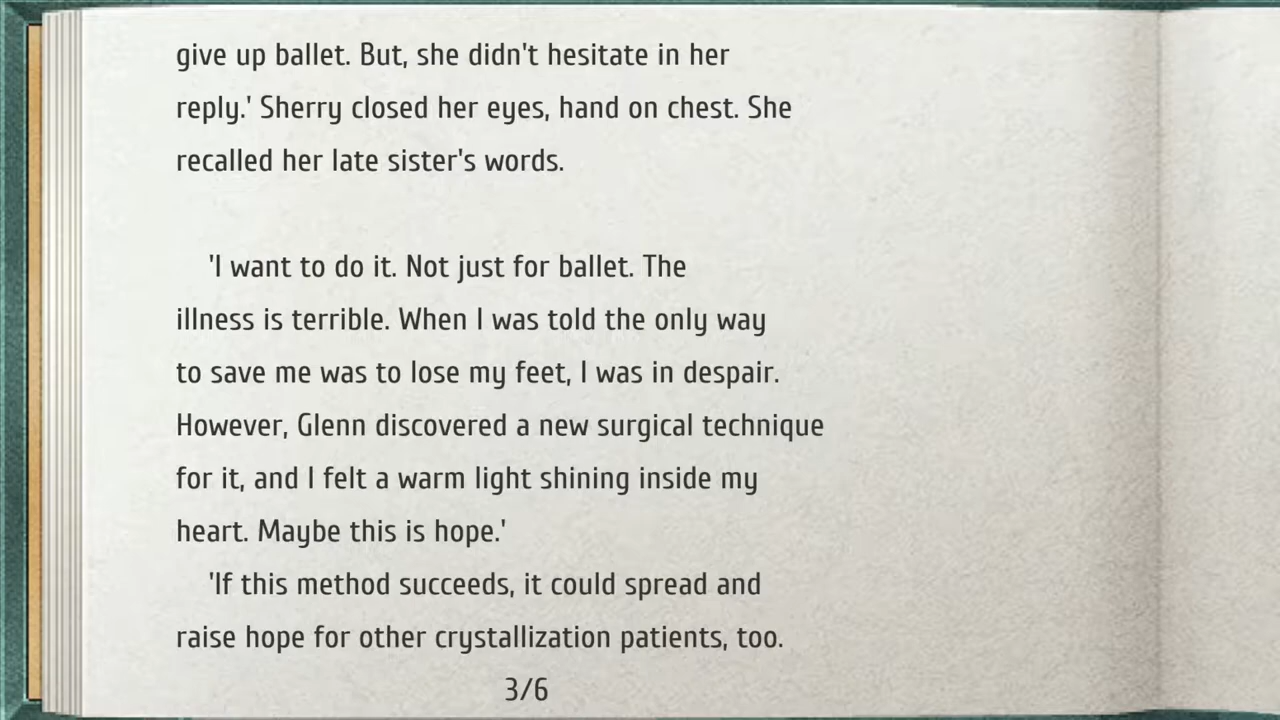 give up ballet. But, she didn't hesitate in her
reply.' Sherry closed her eyes, hand on chest. She
recalled her late sister's words.
'I want to do it. Not just for ballet. The
illness is terrible. When I was told the only way
to save me was to lose my feet, I was in despair.
However, Glenn discovered a new surgical technique
for it, and I felt a warm light shining inside my
heart. Maybe this is hope.'
'If this method succeeds, it could spread and
raise hope for other crystallization patients, too.
3/6